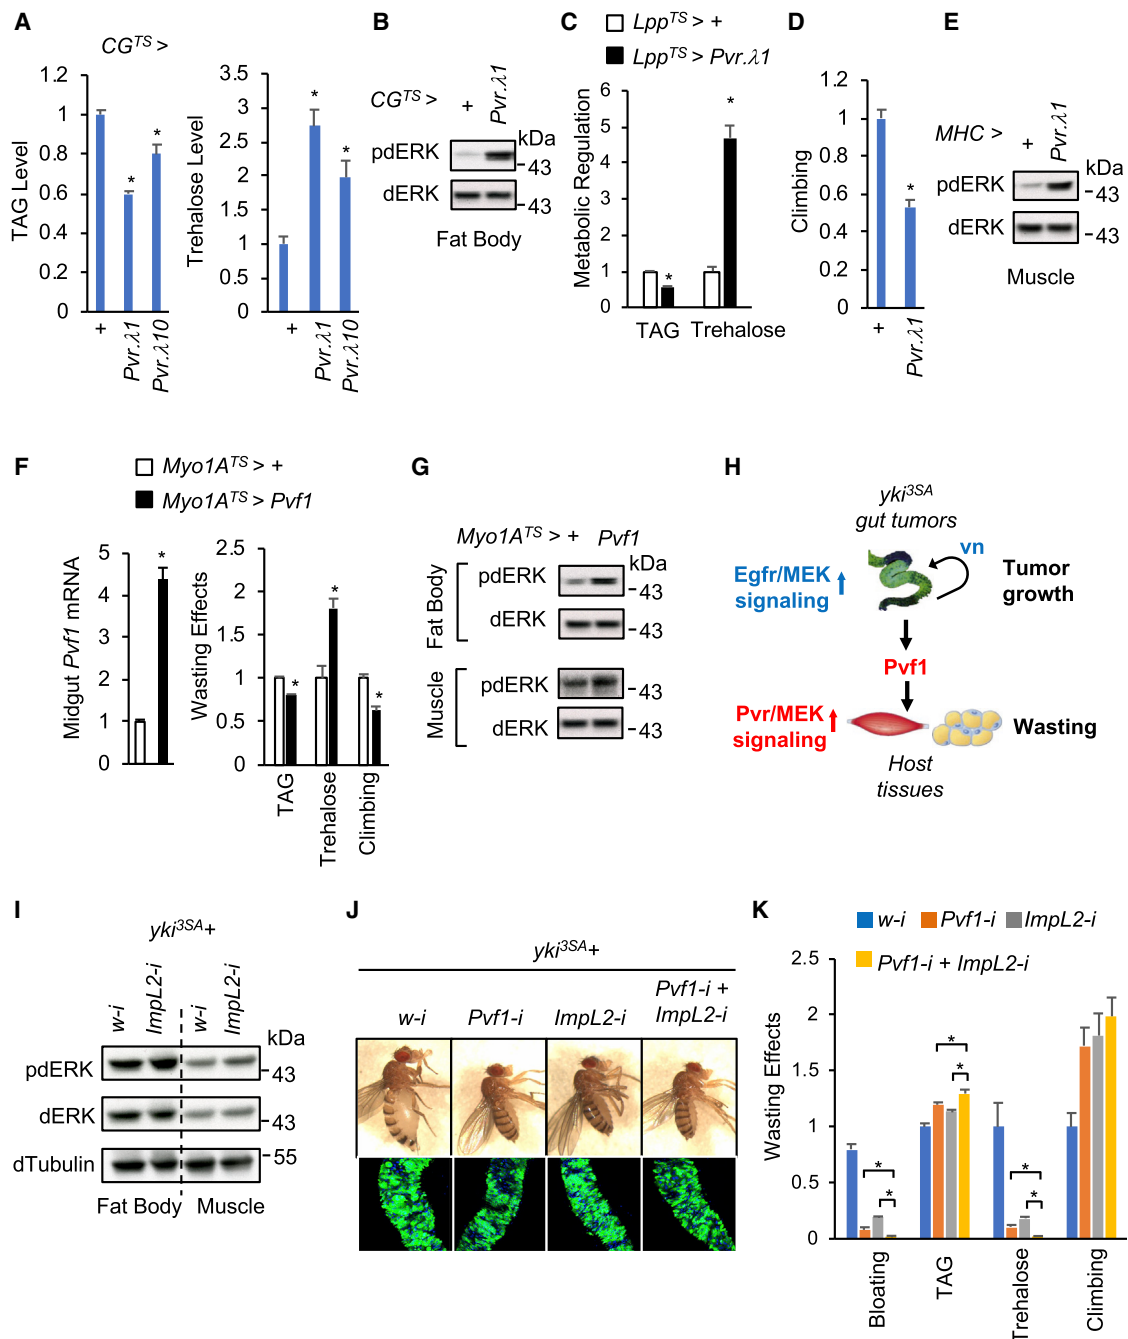 A
CG^TS >
TAG Level
1.2
1
0.8
0.6
0.4
0.2
0
*
*
+
Pvr.λ1
Pvr.λ10
Trehalose Level
3.5
3
2.5
2
1.5
1
0.5
0
*
*
+
Pvr.λ1
Pvr.λ10
B
CG^TS > + Pvr.λ1
kDa
pdERK -43
dERK -43
Fat Body
C
Lpp^TS > +
Lpp^TS > Pvr.λ1
Metabolic Regulation
6
5
4
3
2
1
0
*
*
TAG Trehalose
D
Climbing
1.2
1
0.8
0.6
0.4
0.2
0
*
+
Pvr.λ1
E
MHC > + Pvr.λ1
kDa
pdERK -43
dERK -43
Muscle
F
Myo1A^TS > +
Myo1A^TS > Pvf1
Midgut Pvf1 mRNA
5
4
3
2
1
0
*
Wasting Effects
2.5
2
1.5
1
0.5
0
*
*
*
TAG
Trehalose
Climbing
G
Myo1A^TS > + Pvf1
kDa
Fat Body
pdERK -43
dERK -43
Muscle
pdERK -43
dERK -43
H
yki^3SA
gut tumors
vn
Egfr/MEK
signaling
Tumor
growth
Pvf1
Pvr/MEK
signaling
Wasting
Host
tissues
I
yki^3SA+
w-i ImpL2-i w-i ImpL2-i
kDa
pdERK -43
dERK -43
dTubulin -55
Fat Body Muscle
J
yki^3SA+
w-i Pvf1-i ImpL2-i Pvf1-i +
ImpL2-i
K
w-i Pvf1-i ImpL2-i
Pvf1-i + ImpL2-i
Wasting Effects
2.5
2
1.5
1
0.5
0
*
*
*
*
*
*
Bloating
TAG
Trehalose
Climbing